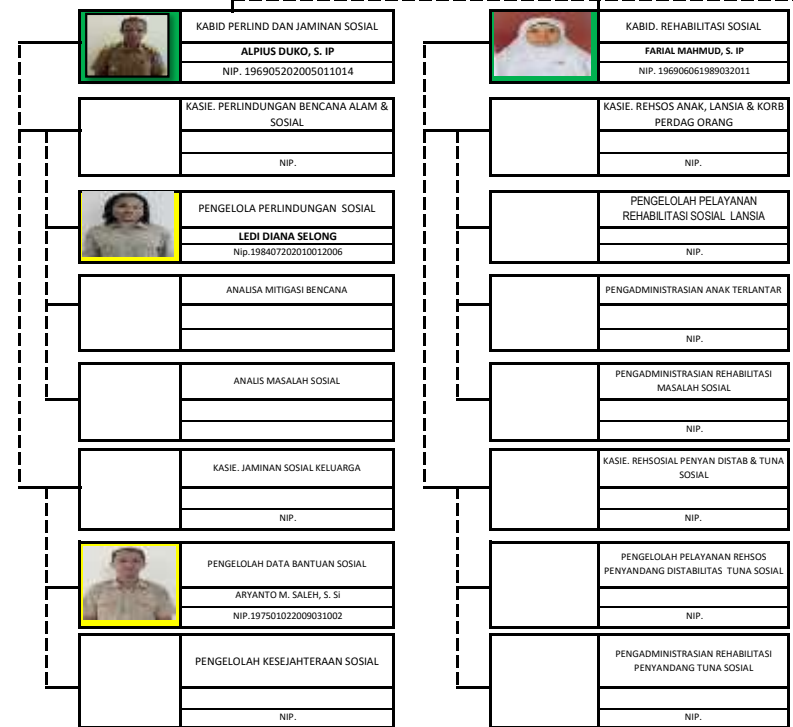 KABID PERLIND DAN JAMINAN SOSIAL
ALPIUS DUKO, S. IP
NIP. 196905202005011014
KASIE. PERLINDUNGAN BENCANA ALAM &
SOSIAL
NIP.
PENGELOLA PERLINDUNGAN SOSIAL
LEDI DIANA SELONG
Nip.198407202010012006
ANALISA MITIGASI BENCANA
ANALIS MASALAH SOSIAL
KASIE. JAMINAN SOSIAL KELUARGA
NIP.
PENGELOLAH DATA BANTUAN SOSIAL
ARYANTO M. SALEH, S. Si
NIP.197501022009031002
PENGELOLAH KESEJAHTERAAN SOSIAL
NIP.
KABID. REHABILITASI SOSIAL
FARIAL MAHMUD, S. IP
NIP. 196906061989032011
KASIE. REHSOS ANAK, LANSIA & KORB
PERDAG ORANG
NIP.
PENGELOLAH PELAYANAN
REHABILITASI SOSIAL LANSIA
NIP.
PENGADMINISTRASIAN ANAK TERLANTAR
NIP.
PENGADMINISTRASIAN REHABILITASI
MASALAH SOSIAL
NIP.
KASIE. REHSOSIAL PENYAN DISTAB & TUNA
SOSIAL
NIP.
PENGELOLAH PELAYANAN REHSOS
PENYANDANG DISTABILITAS TUNA SOSIAL
NIP.
PENGADMINISTRASIAN REHABILITASI
PENYANDANG TUNA SOSIAL
NIP.